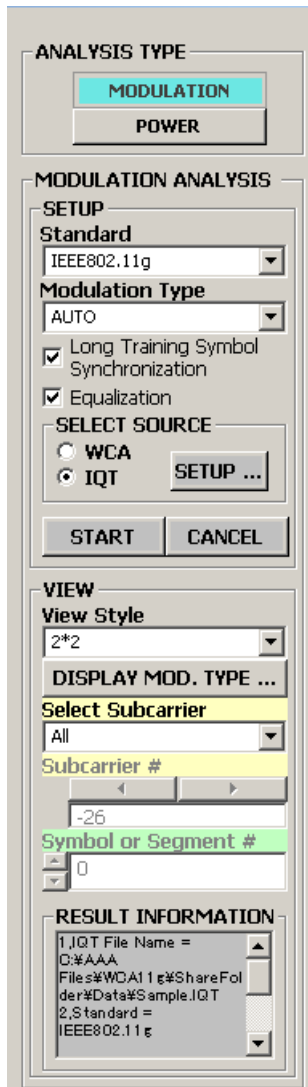 ANALYSIS TYPE
MODULATION
POWER
MODULATION ANALYSIS
SETUP
Standard
IEEE802.11g
Modulation Type
AUTO
Long Training Symbol
Synchronization
Equalization
SELECT SOURCE
WCA
IQT
SETUP ...
START
CANCEL
VIEW
View Style
2*2
DISPLAY MOD. TYPE ...
Select Subcarrier
All
Subcarrier #
-26
Symbol or Segment #
0
RESULT INFORMATION
1,IQT File Name =
C:¥AAA
Files¥WCA11g¥ShareFol
der¥Data¥Sample.IQT
2,Standard =
IEEE802.11g